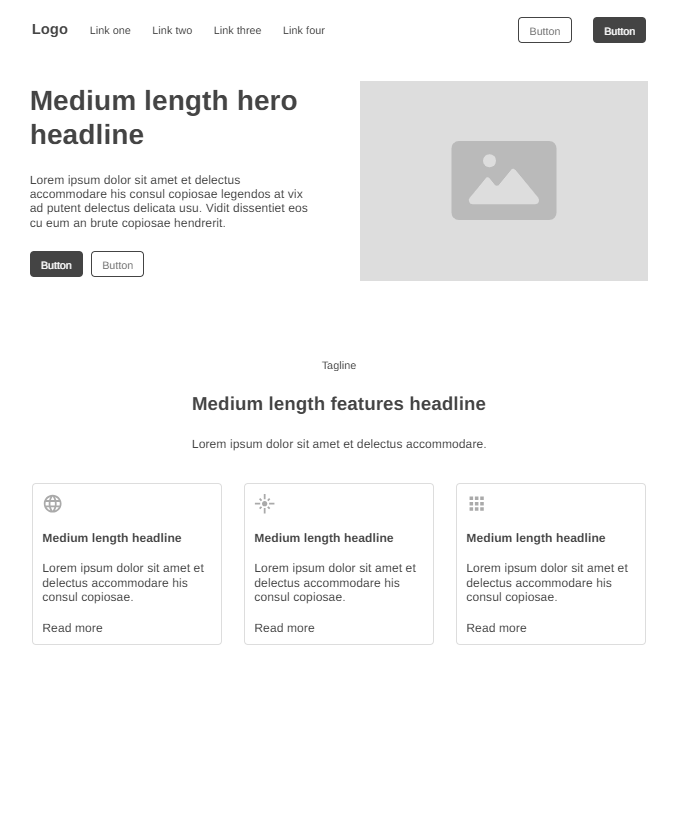 Logo
Link one
Link two
Link three
Link four
Button
Button
Medium length hero
headline
Lorem ipsum dolor sit amet et delectus
accommodare his consul copiosae legendos at vix
ad putent delectus delicata usu. Vidit dissentiet eos
cu eum an brute copiosae hendrerit.
Button
Button
Tagline
Medium length features headline
Lorem ipsum dolor sit amet et delectus accommodare.
Medium length headline
Lorem ipsum dolor sit amet et
delectus accommodare his
consul copiosae.
Read more
Medium length headline
Lorem ipsum dolor sit amet et
delectus accommodare his
consul copiosae.
Read more
Medium length headline
Lorem ipsum dolor sit amet et
delectus accommodare his
consul copiosae.
Read more